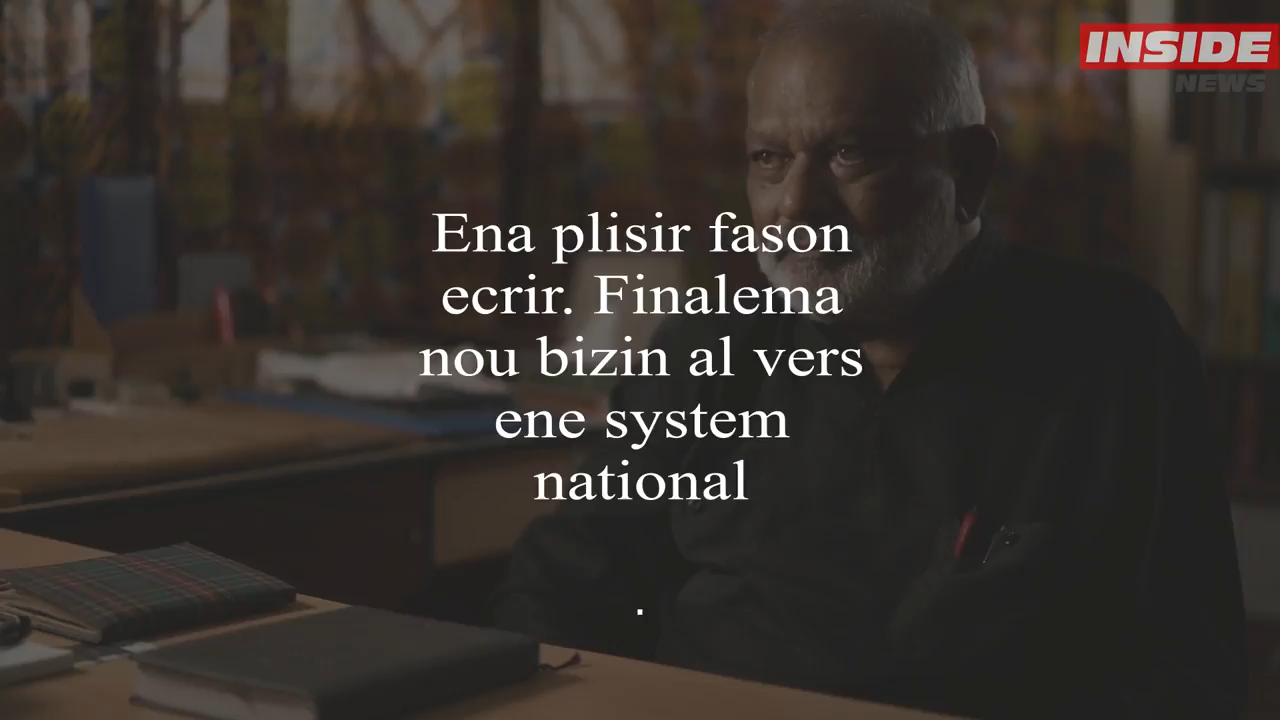 INSIDE
NEWS
Ena plisir fason
ecrir. Finalema
nou bizin al vers
ene system
national
.